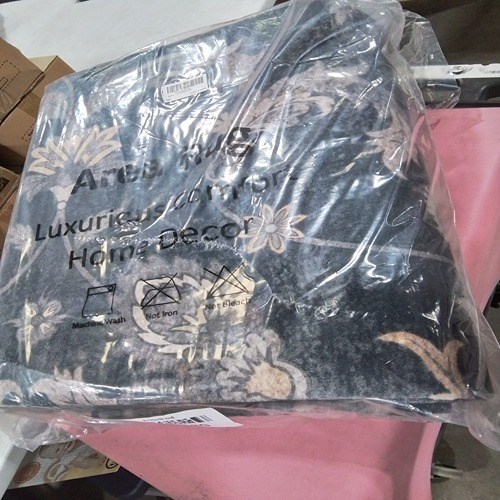 Area Rug
Luxurious comfort
Home Decor
Machine Wash
Not Iron
Not Bleach